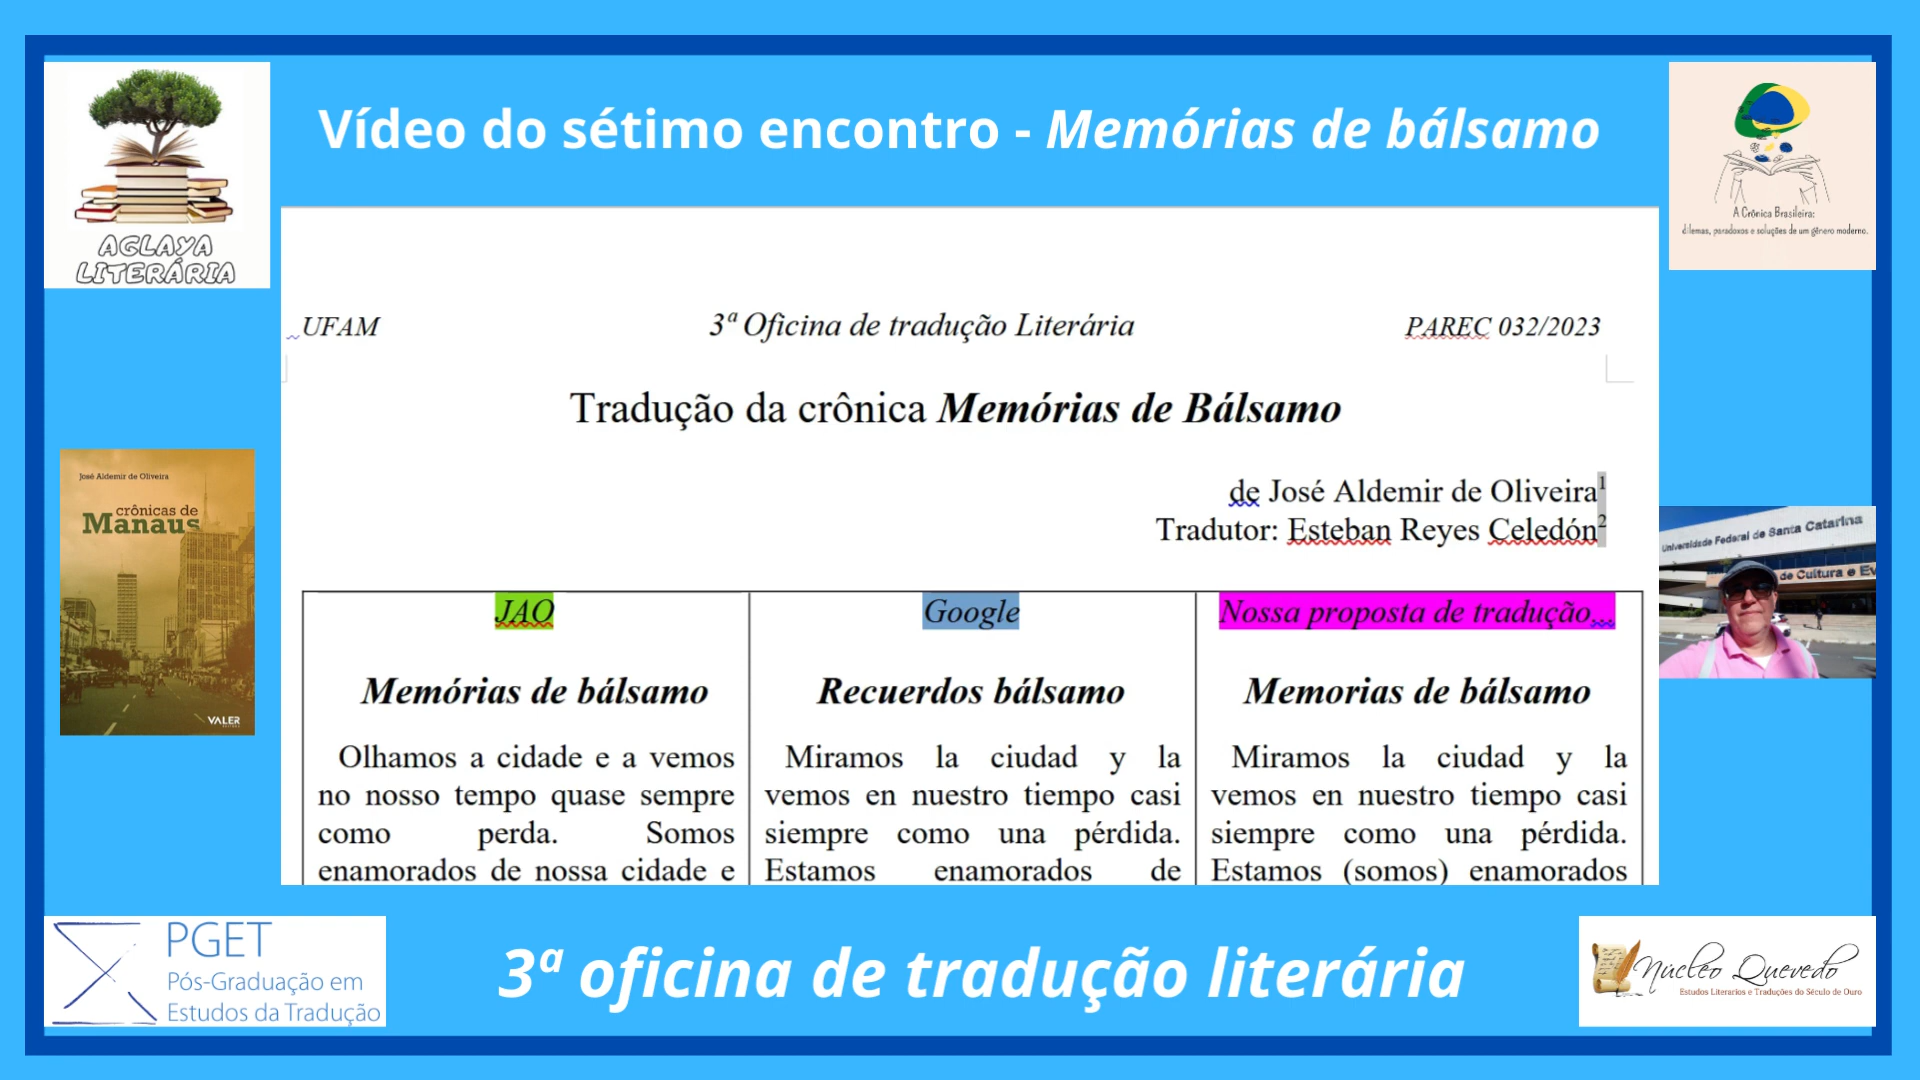 Vídeo do sétimo encontro - Memórias de bálsamo
AGLAYA
LITERÁRIA
A Crônica Brasileira:
dilemas, paradoxos e soluções de um gênero moderno.
UFAM
3ª Oficina de tradução Literária
PAREC 032/2023
Tradução da crônica Memórias de Bálsamo
de José Aldemir de Oliveira1
Tradutor: Esteban Reyes Celedón2
José Aldemir de Oliveira
crônicas de
Manaus
VALER
Universidade Federal de Santa Catarina
de Cultura e Ev
JAO
Memórias de bálsamo
Olhamos a cidade e a vemos
no nosso tempo quase sempre
como perda. Somos
enamorados de nossa cidade e
Google
Recuerdos bálsamo
Miramos la ciudad y la
vemos en nuestro tiempo casi
siempre como una pérdida.
Estamos enamorados de
Nossa proposta de tradução...
Memorias de bálsamo
Miramos la ciudad y la
vemos en nuestro tiempo casi
siempre como una pérdida.
Estamos (somos) enamorados
PGET
Pós-Graduação em
Estudos da Tradução
3ª oficina de tradução literária
Núcleo Quevedo
Estudos Literarios e Traduções do Século de Ouro